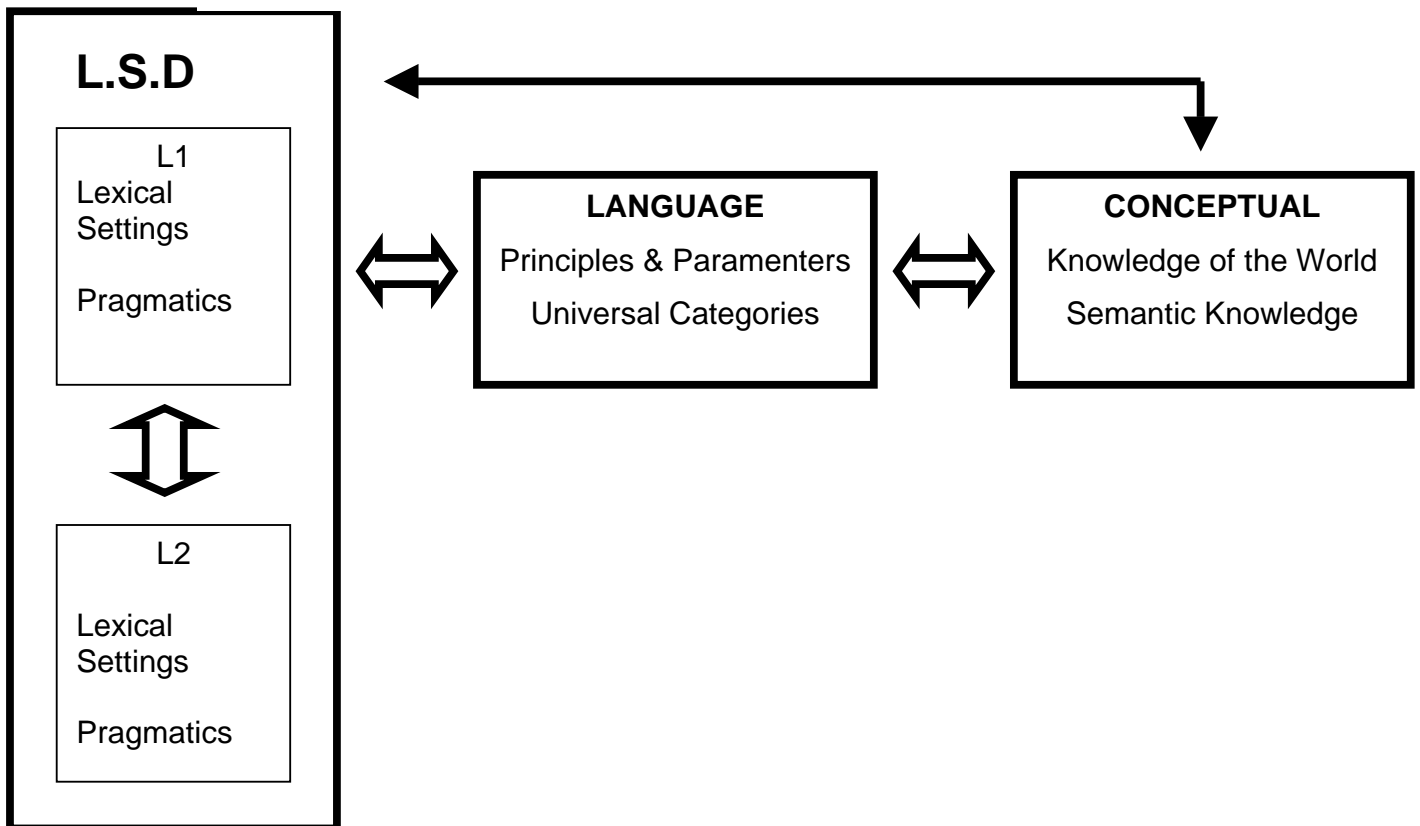 L.S.D
L1
Lexical
Settings
Pragmatics
L2
Lexical
Settings
Pragmatics
LANGUAGE
Principles & Paramenters
Universal Categories
CONCEPTUAL
Knowledge of the World
Semantic Knowledge